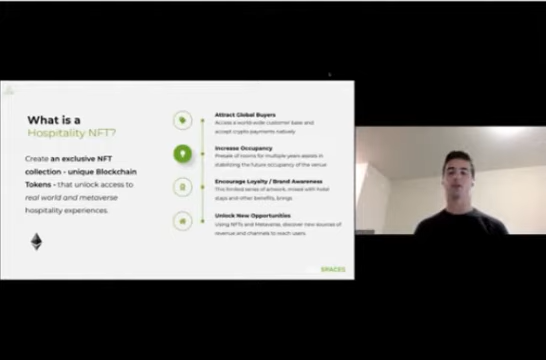 What is a
Hospitality NFT?
Create an exclusive NFT
collection - unique Blockchain
Tokens - that unlock access to
real world and metaverse
hospitality experiences.
Attract Global Buyers
Access a world-wide customer base and
accept crypto payments natively
Increase Occupancy
Presale of rooms for multiple years assists in
stabilizing the future occupancy of the venue
Encourage Loyalty / Brand Awareness
This limited series of artwork, mixed with hotel
stays and other benefits, brings
Unlock New Opportunities
Using NFTs and Metaverse, discover new sources of
revenue and channels to reach users
SPACES